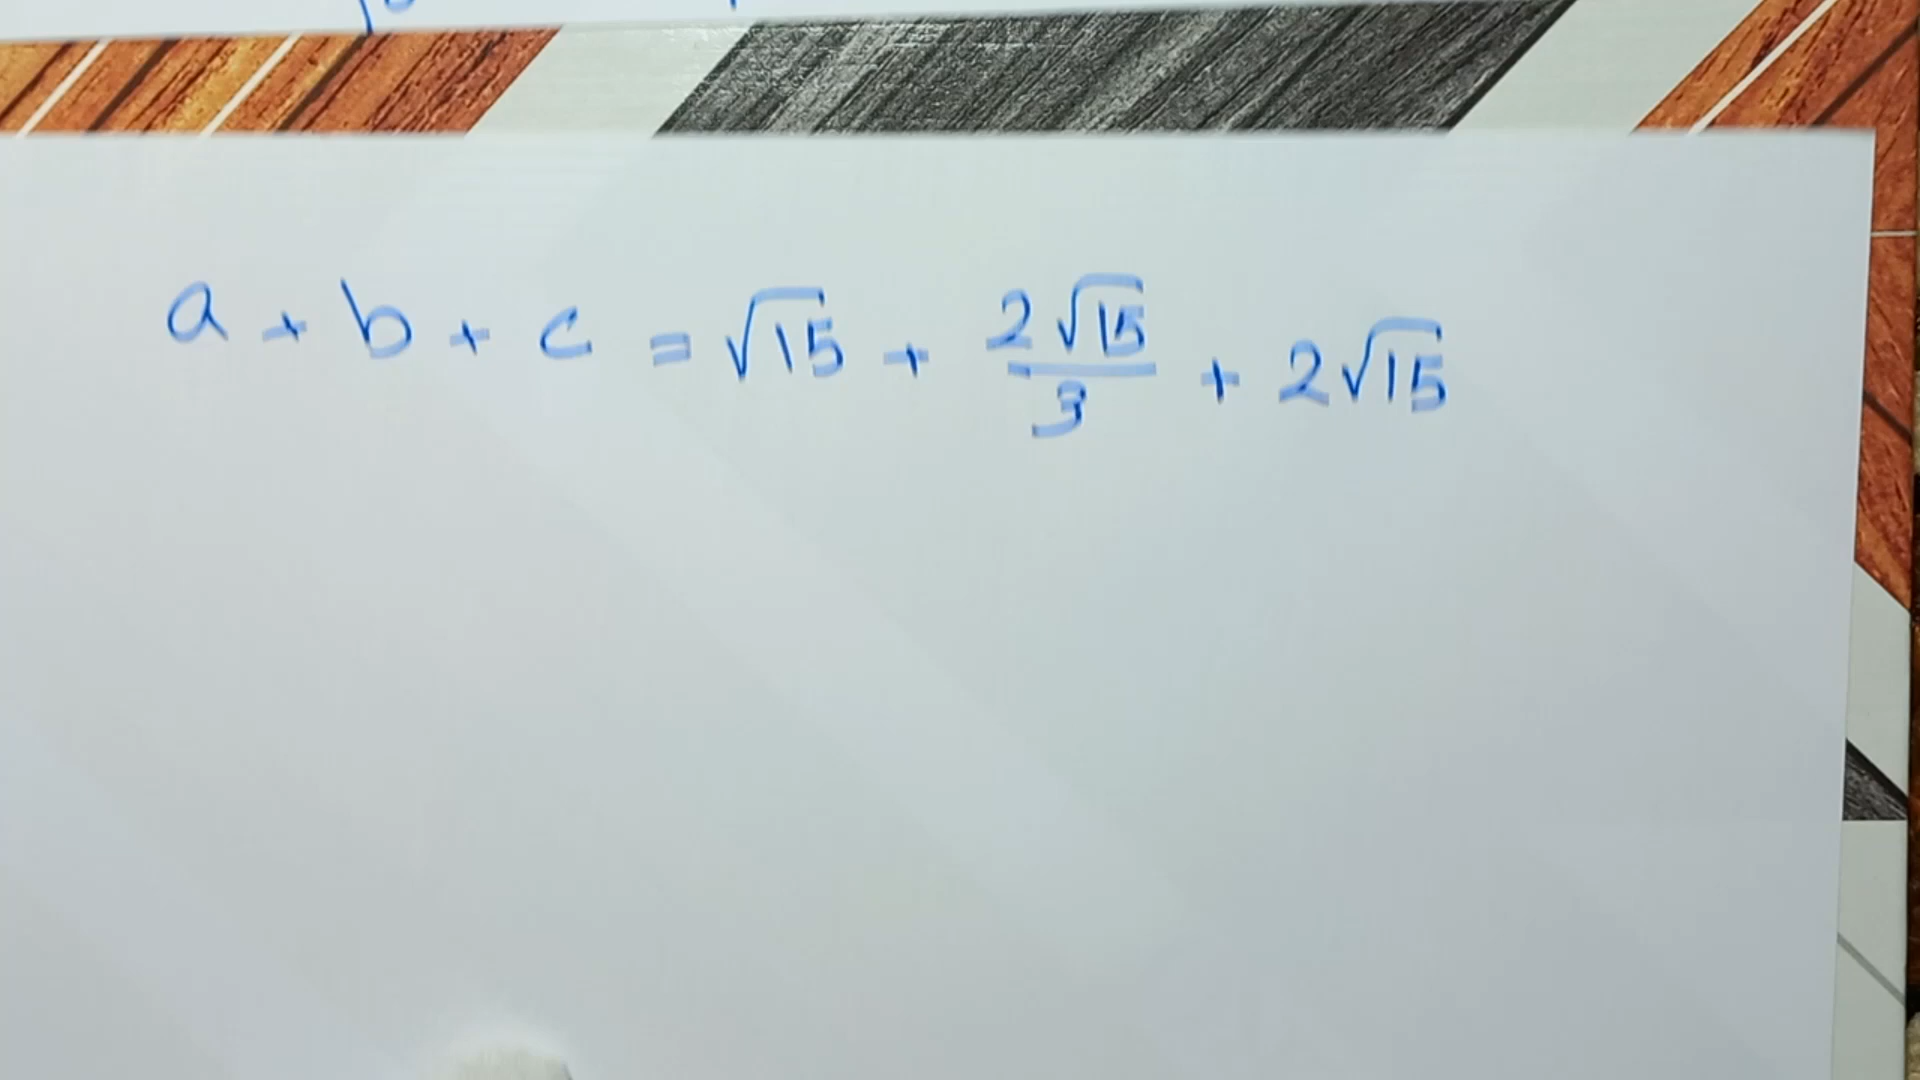 a + b + c = √15 + 2√15/3 + 2√15